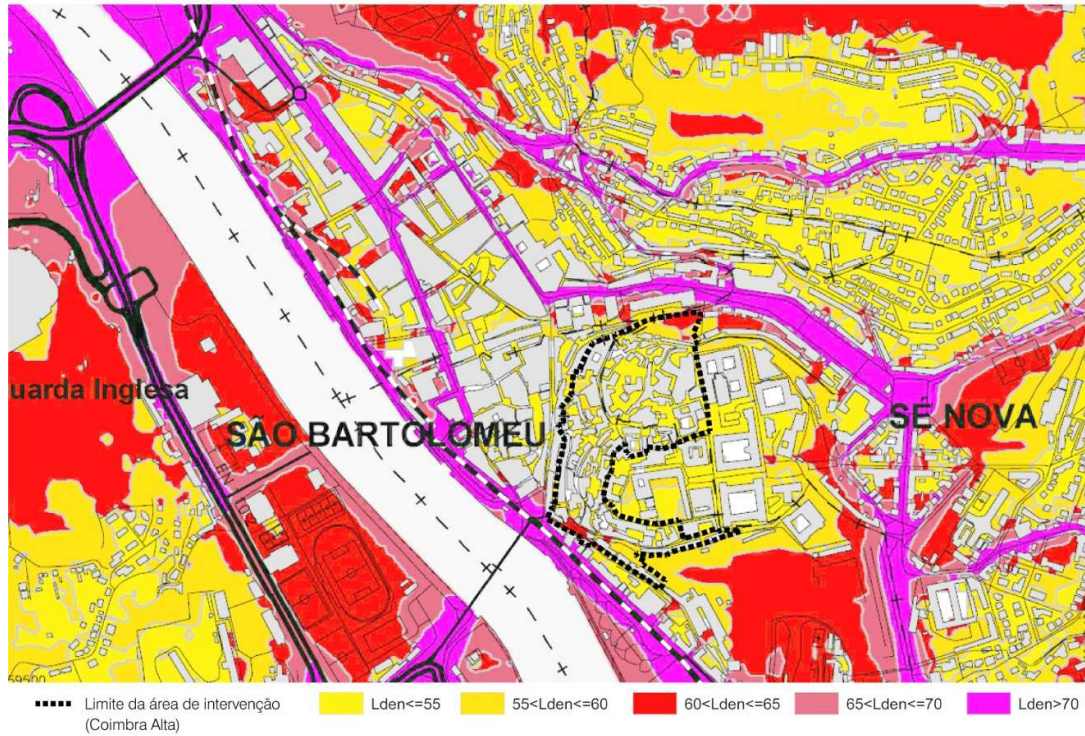 uarda Inglesa
SÃO BARTOLOMEU
SÉ NOVA
59500
Limite da área de intervenção
(Coimbra Alta)
Lden<=55
55<Lden<=60
60<Lden<=65
65<Lden<=70
Lden>70